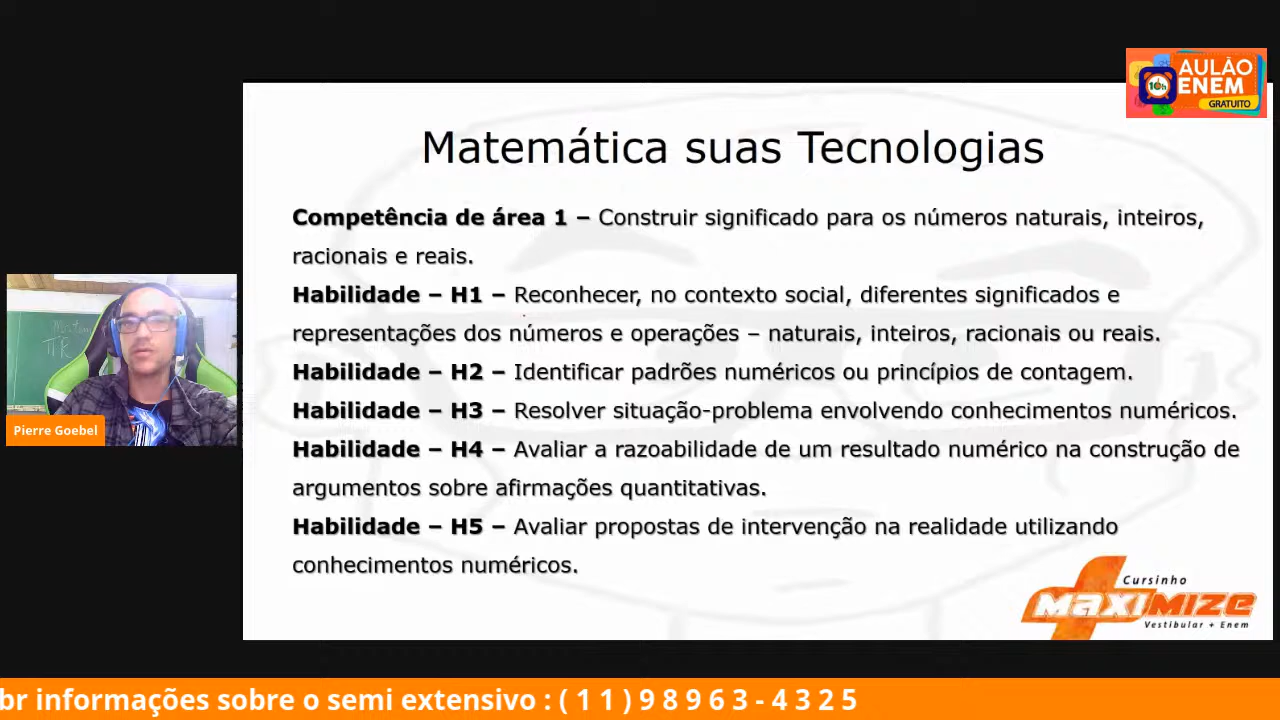 AULÃO
ENEM
10h
GRATUITO
Matemática suas Tecnologias
Competência de área 1 – Construir significado para os números naturais, inteiros,
racionais e reais.
Habilidade – H1 – Reconhecer, no contexto social, diferentes significados e
representações dos números e operações – naturais, inteiros, racionais ou reais.
Habilidade – H2 – Identificar padrões numéricos ou princípios de contagem.
Habilidade – H3 – Resolver situação-problema envolvendo conhecimentos numéricos.
Habilidade – H4 – Avaliar a razoabilidade de um resultado numérico na construção de
argumentos sobre afirmações quantitativas.
Habilidade – H5 – Avaliar propostas de intervenção na realidade utilizando
conhecimentos numéricos.
Pierre Goebel
Cursinho
MAXIMIZE
Vestibular + Enem
br informações sobre o semi extensivo : ( 1 1 ) 9 8 9 6 3 - 4 3 2 5